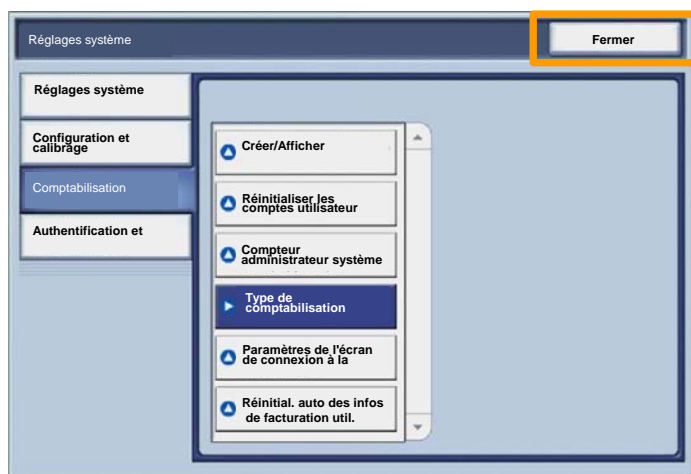 Réglages système
Fermer
Réglages système
Configuration et
calibrage
Comptabilisation
Authentification et
Créer/Afficher
Réinitialiser les
comptes utilisateur
Compteur
administrateur système
Type de
comptabilisation
Paramètres de l'écran
de connexion à la
Réinitial. auto des infos
de facturation util.